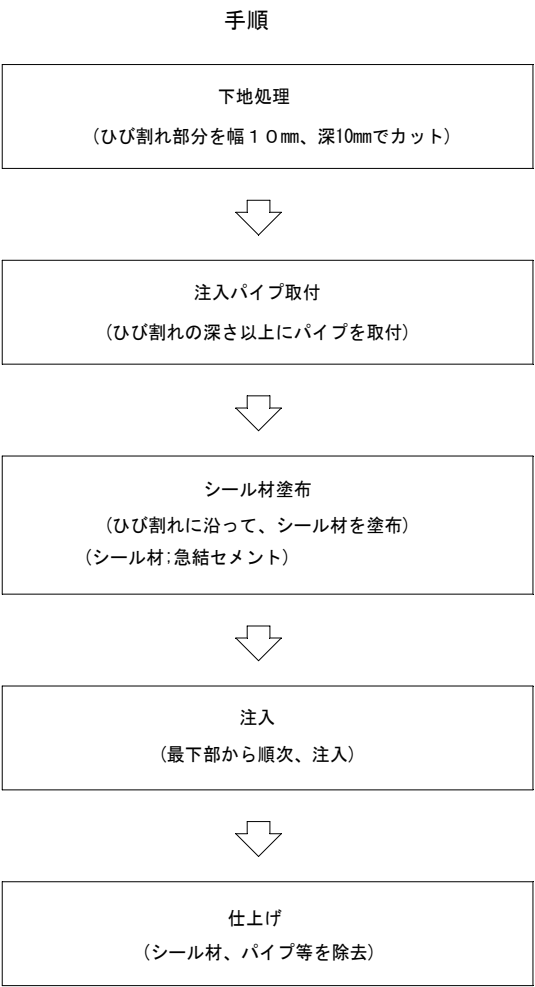 手順
下地処理
(ひび割れ部分を幅１０㎜、深10㎜でカット)
注入パイプ取付
(ひび割れの深さ以上にパイプを取付)
シール材塗布
(ひび割れに沿って、シール材を塗布)
(シール材;急結セメント)
注入
(最下部から順次、注入)
仕上げ
(シール材、パイプ等を除去)